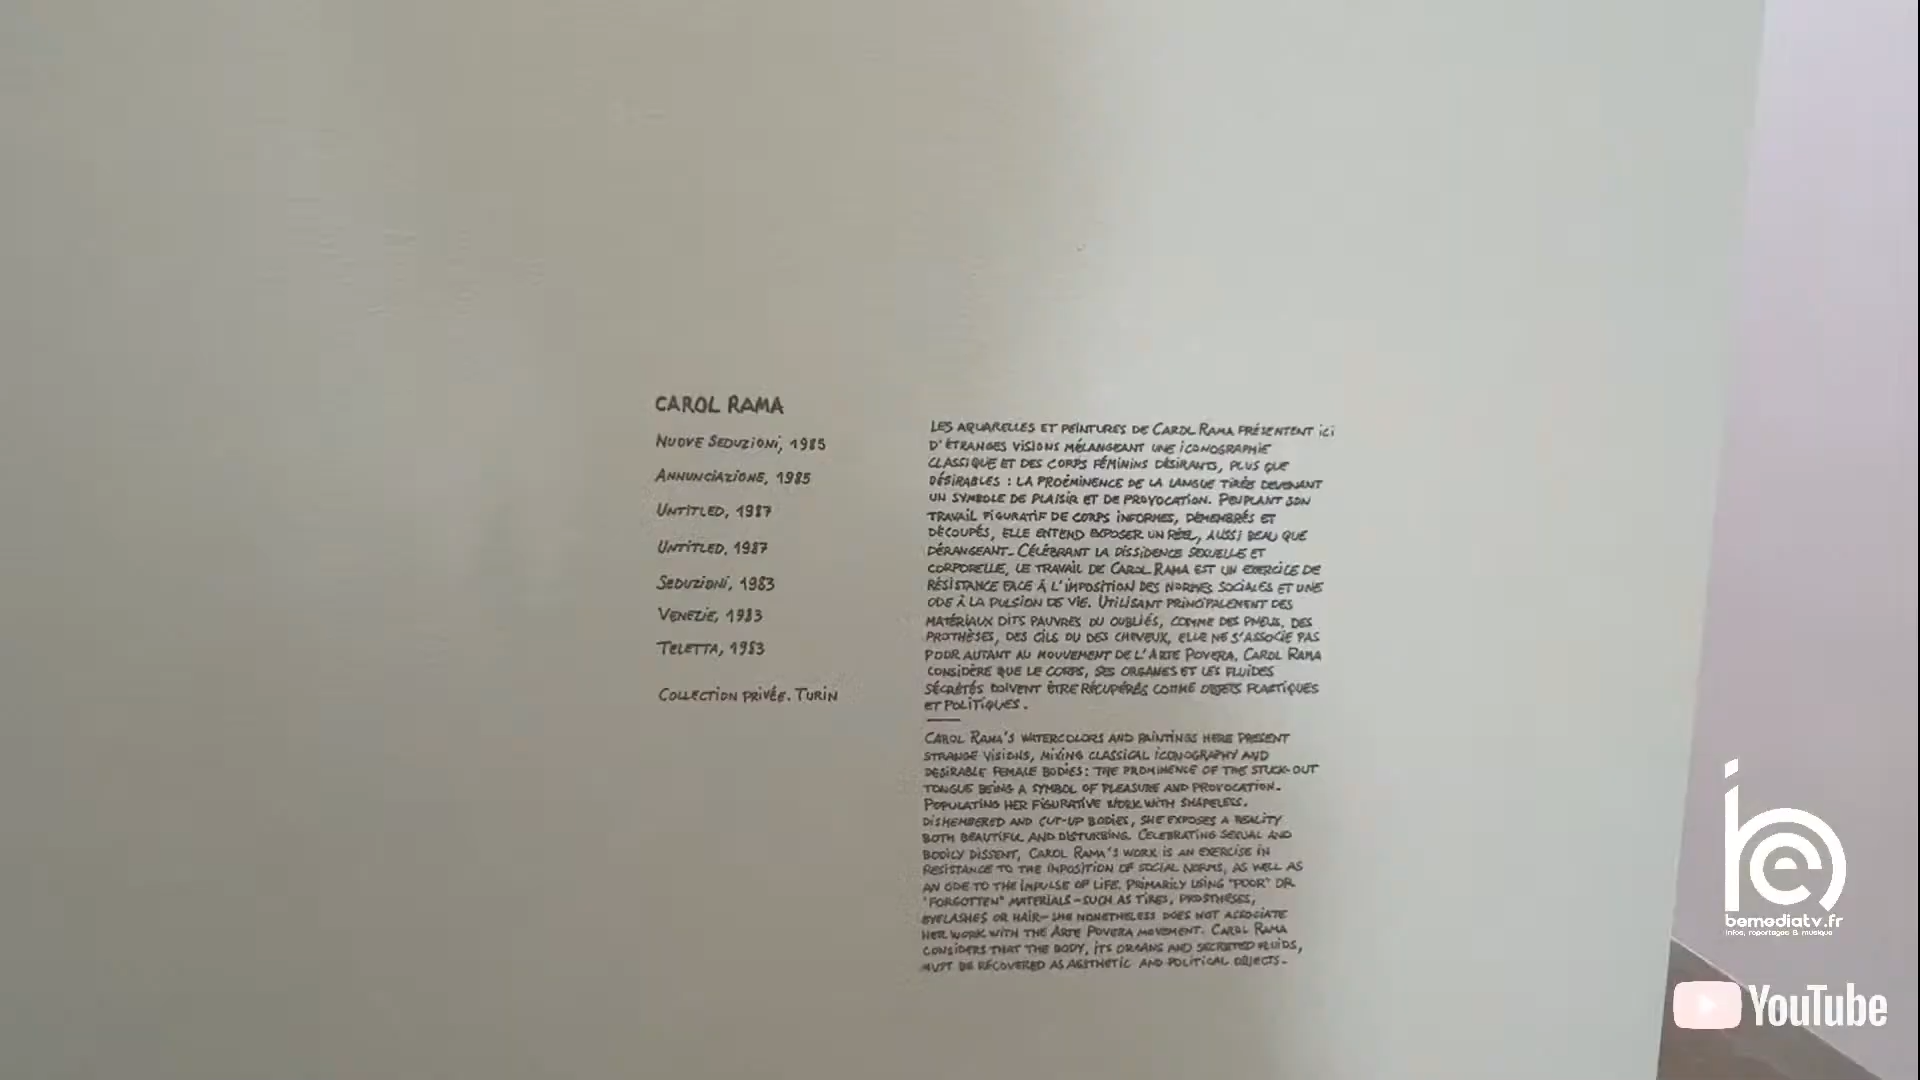 CAROL RAMA
NUOVE SEDUZIONI, 1985
ANNUNCIAZIONE, 1985
UNTITLED, 1987
UNTITLED, 1987
SEDUZIONI, 1983
VENEZIE, 1983
TELETTA, 1983
COLLECTION PRIVÉE. TURIN
LES AQUARELLES ET PEINTURES DE CAROL RAMA PRÉSENTENT ICI
D'ÉTRANGES VISIONS MÉLANGEANT UNE ICONOGRAPHIE
CLASSIQUE ET DES CORPS FÉMININS DÉSIRANTS, PLUS QUE
DÉSIRABLES : LA PROÉMINENCE DE LA LANGUE TIRÉE DEVENANT
UN SYMBOLE DE PLAISIR ET DE PROVOCATION. PEUPLANT SON
TRAVAIL FIGURATIF DE CORPS INFORMES, DÉMEMBRÉS ET
DÉCOUPÉS, ELLE ENTEND EXPOSER UN RÉEL, AUSSI BEAU QUE
DÉRANGEANT. CÉLÉBRANT LA DISSIDENCE SEXUELLE ET
CORPORELLE, LE TRAVAIL DE CAROL RAMA EST UN EXERCICE DE
RÉSISTANCE FACE À L'IMPOSITION DES NORMES SOCIALES ET UNE
ODE À LA PULSION DE VIE. UTILISANT PRINCIPALEMENT DES
MATÉRIAUX DITS PAUVRES OU OUBLIÉS, COMME DES PNEUS, DES
PROTHÈSES, DES CILS OU DES CHEVEUX, ELLE NE S'ASSOCIE PAS
POUR AUTANT AU MOUVEMENT DE L'ARTE POVERA. CAROL RAMA
CONSIDÈRE QUE LE CORPS, SES ORGANES ET LES FLUIDES
SÉCRÉTÉS DOIVENT ÊTRE RÉCUPÉRÉS COMME OBJETS PLASTIQUES
ET POLITIQUES.
CAROL RAMA'S WATERCOLORS AND PAINTINGS HERE PRESENT
STRANGE VISIONS, MIXING CLASSICAL ICONOGRAPHY AND
DESIRABLE FEMALE BODIES: THE PROMINENCE OF THE STUCK-OUT
TONGUE BEING A SYMBOL OF PLEASURE AND PROVOCATION.
POPULATING HER FIGURATIVE WORK WITH SHAPELESS,
DISMEMBERED AND CUT-UP BODIES, SHE EXPOSES A REALITY
BOTH BEAUTIFUL AND DISTURBING. CELEBRATING SEXUAL AND
BODILY DISSENT, CAROL RAMA'S WORK IS AN EXERCISE IN
RESISTANCE TO THE IMPOSITION OF SOCIAL NORMS, AS WELL AS
AN ODE TO THE IMPULSE OF LIFE. PRIMARILY USING "POOR" OR
"FORGOTTEN" MATERIALS—SUCH AS TIRES, PROSTHESES,
EYELASHES OR HAIR—SHE NONETHELESS DOES NOT ASSOCIATE
HER WORK WITH THE ARTE POVERA MOVEMENT. CAROL RAMA
CONSIDERS THAT THE BODY, ITS ORGANS AND SECRETED FLUIDS,
MUST BE RECOVERED AS AESTHETIC AND POLITICAL OBJECTS.
bemediatv.fr
infos, reportages & musique
YouTube